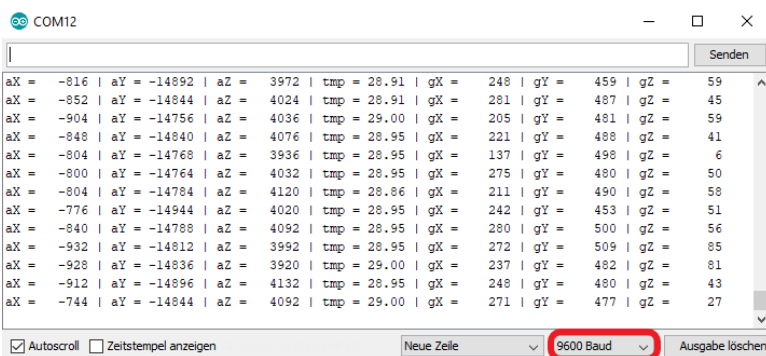 COM12
Senden
aX =   -816 | aY = -14892 | aZ =   3972 | tmp = 28.91 | gX =    248 | gY =    459 | gZ =     59
aX =   -852 | aY = -14844 | aZ =   4024 | tmp = 28.91 | gX =    281 | gY =    487 | gZ =     45
aX =   -904 | aY = -14756 | aZ =   4036 | tmp = 29.00 | gX =    205 | gY =    481 | gZ =     59
aX =   -848 | aY = -14840 | aZ =   4076 | tmp = 28.95 | gX =    221 | gY =    488 | gZ =     41
aX =   -804 | aY = -14768 | aZ =   3936 | tmp = 28.95 | gX =    137 | gY =    498 | gZ =      6
aX =   -800 | aY = -14764 | aZ =   4032 | tmp = 28.95 | gX =    275 | gY =    480 | gZ =     50
aX =   -804 | aY = -14784 | aZ =   4120 | tmp = 28.86 | gX =    211 | gY =    490 | gZ =     58
aX =   -776 | aY = -14944 | aZ =   4020 | tmp = 28.95 | gX =    242 | gY =    453 | gZ =     51
aX =   -840 | aY = -14788 | aZ =   4092 | tmp = 28.95 | gX =    280 | gY =    500 | gZ =     56
aX =   -932 | aY = -14812 | aZ =   3992 | tmp = 28.95 | gX =    272 | gY =    509 | gZ =     85
aX =   -928 | aY = -14836 | aZ =   3920 | tmp = 29.00 | gX =    237 | gY =    482 | gZ =     81
aX =   -912 | aY = -14896 | aZ =   4132 | tmp = 28.95 | gX =    248 | gY =    480 | gZ =     43
aX =   -744 | aY = -14844 | aZ =   4092 | tmp = 29.00 | gX =    271 | gY =    477 | gZ =     27
Autoscroll Zeitstempel anzeigen Neue Zeile 9600 Baud Ausgabe löschen